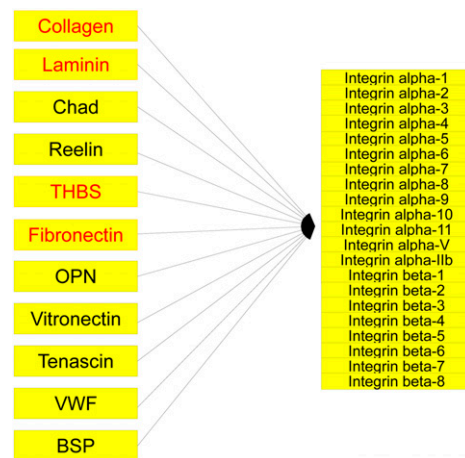 Collagen
Laminin
Chad
Reelin
THBS
Fibronectin
OPN
Vitronectin
Tenascin
VWF
BSP
Integrin alpha-1
Integrin alpha-2
Integrin alpha-3
Integrin alpha-4
Integrin alpha-5
Integrin alpha-6
Integrin alpha-7
Integrin alpha-8
Integrin alpha-9
Integrin alpha-10
Integrin alpha-11
Integrin alpha-V
Integrin alpha-IIb
Integrin beta-1
Integrin beta-2
Integrin beta-3
Integrin beta-4
Integrin beta-5
Integrin beta-6
Integrin beta-7
Integrin beta-8